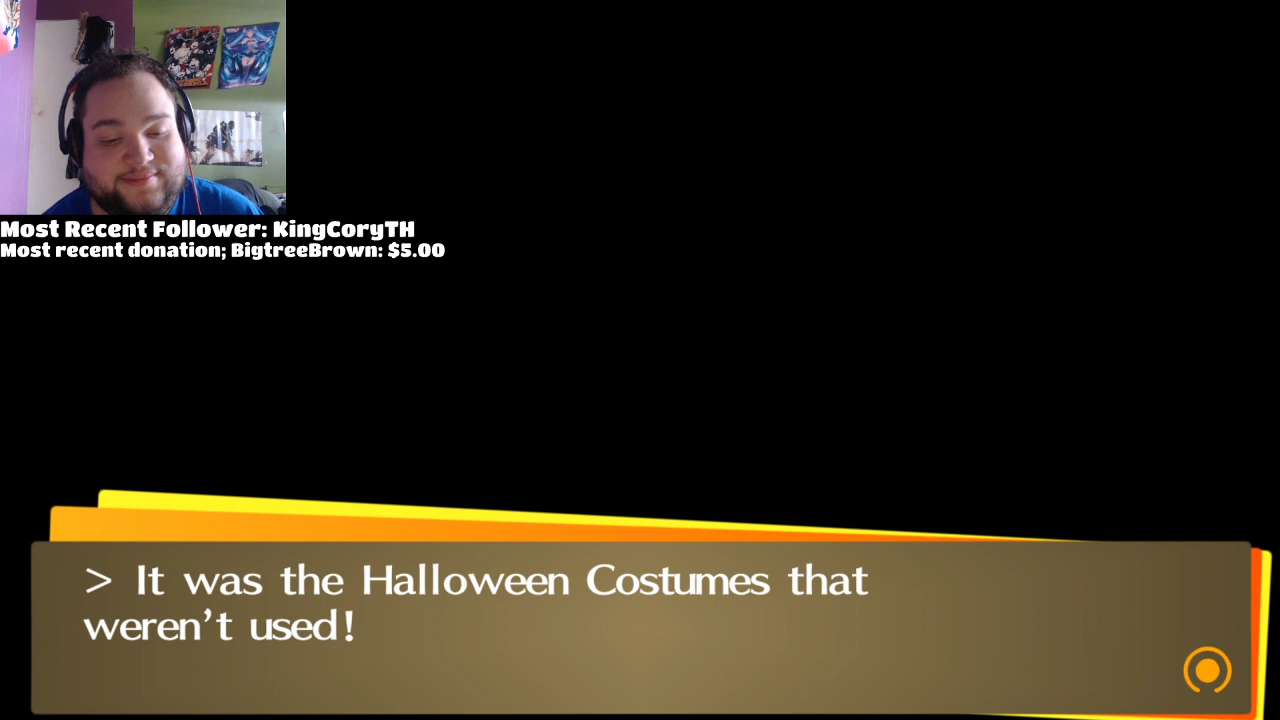 Most Recent Follower: KingCoryTH
Most recent donation; BigtreeBrown: $5.00
> It was the Halloween Costumes that
weren't used!